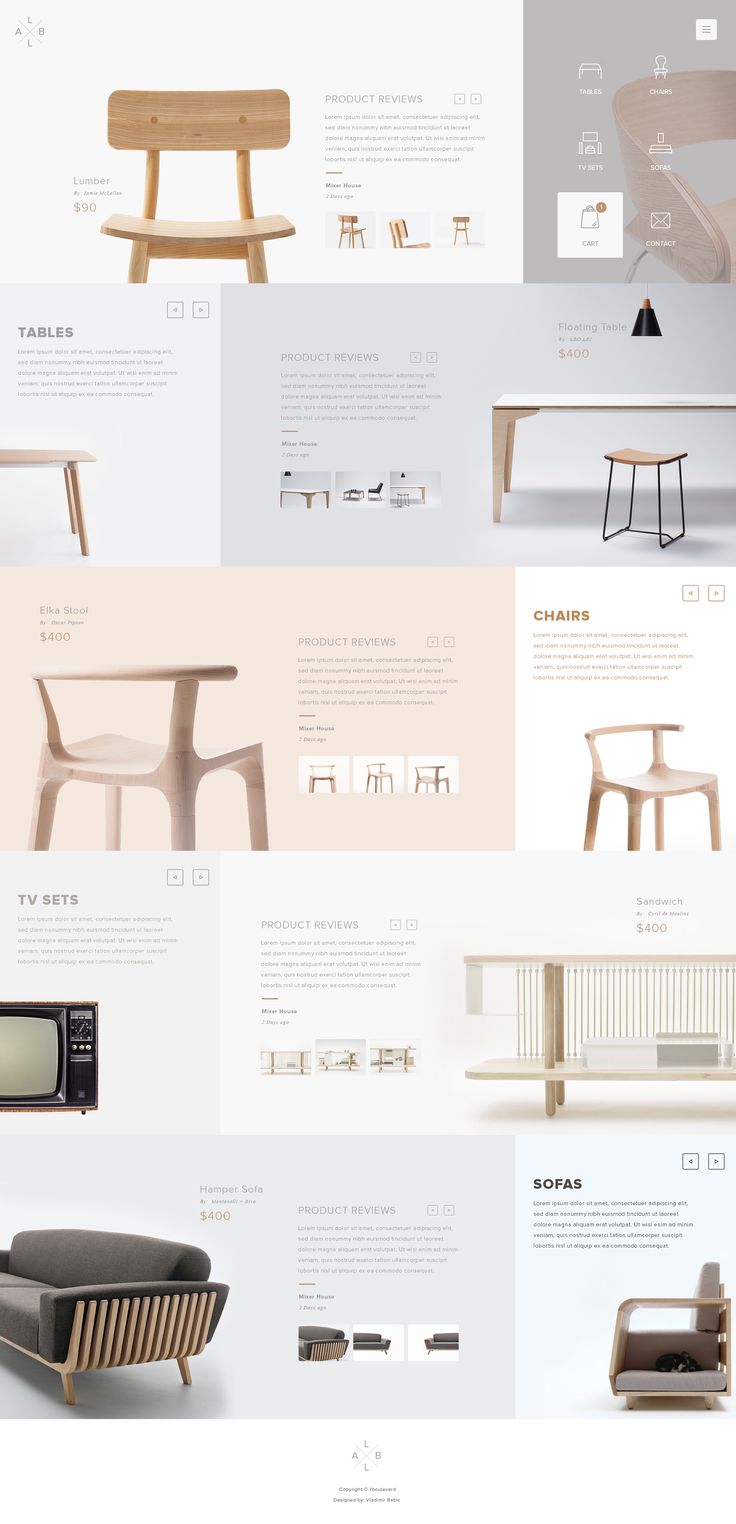 L
A B
L
Lumber
By: Jamie McLellan
$90
PRODUCT REVIEWS
Lorem ipsum dolor sit amet, consectetuer adipiscing elit,
sed diam nonummy nibh euismod tincidunt ut laoreet dolore
magna aliquam erat volutpat. Ut wisi enim ad minim
veniam, quis nostrud exerci tation ullamcorper suscipit
lobortis nisl ut aliquip ex ea commodo consequat.
Mixer House
2 Days ago
TABLES
CHAIRS
TV SETS
SOFAS
1
CART
CONTACT
TABLES
Lorem ipsum dolor sit amet, consectetuer adipiscing elit,
sed diam nonummy nibh euismod tincidunt ut laoreet
dolore magna aliquam erat volutpat. Ut wisi enim ad minim
veniam, quis nostrud exerci tation ullamcorper suscipit
lobortis nisl ut aliquip ex ea commodo consequat.
PRODUCT REVIEWS
Lorem ipsum dolor sit amet, consectetuer adipiscing elit,
sed diam nonummy nibh euismod tincidunt ut laoreet
dolore magna aliquam erat volutpat. Ut wisi enim ad minim
veniam, quis nostrud exerci tation ullamcorper suscipit
lobortis nisl ut aliquip ex ea commodo consequat.
Mixer House
2 Days ago
Floating Table
By: LEO LEI
$400
Elka Stool
By: Oscar Pipson
$400
PRODUCT REVIEWS
Lorem ipsum dolor sit amet, consectetuer adipiscing elit,
sed diam nonummy nibh euismod tincidunt ut laoreet
dolore magna aliquam erat volutpat. Ut wisi enim ad minim
veniam, quis nostrud exerci tation ullamcorper suscipit
lobortis nisl ut aliquip ex ea commodo consequat.
Mixer House
2 Days ago
CHAIRS
Lorem ipsum dolor sit amet, consectetuer adipiscing elit,
sed diam nonummy nibh euismod tincidunt ut laoreet
dolore magna aliquam erat volutpat. Ut wisi enim ad minim
veniam, quis nostrud exerci tation ullamcorper suscipit
lobortis nisl ut aliquip ex ea commodo consequat.
TV SETS
Lorem ipsum dolor sit amet, consectetuer adipiscing elit,
sed diam nonummy nibh euismod tincidunt ut laoreet
dolore magna aliquam erat volutpat. Ut wisi enim ad minim
veniam, quis nostrud exerci tation ullamcorper suscipit
lobortis nisl ut aliquip ex ea commodo consequat.
PRODUCT REVIEWS
Lorem ipsum dolor sit amet, consectetuer adipiscing elit,
sed diam nonummy nibh euismod tincidunt ut laoreet
dolore magna aliquam erat volutpat. Ut wisi enim ad minim
veniam, quis nostrud exerci tation ullamcorper suscipit
lobortis nisl ut aliquip ex ea commodo consequat.
Mixer House
2 Days ago
Sandwich
By: Cyril de Moulins
$400
Hamper Sofa
By: + Riva
$400
PRODUCT REVIEWS
Lorem ipsum dolor sit amet, consectetuer adipiscing elit,
sed diam nonummy nibh euismod tincidunt ut laoreet
dolore magna aliquam erat volutpat. Ut wisi enim ad minim
veniam, quis nostrud exerci tation ullamcorper suscipit
lobortis nisl ut aliquip ex ea commodo consequat.
Mixer House
2 Days ago
SOFAS
Lorem ipsum dolor sit amet, consectetuer adipiscing elit,
sed diam nonummy nibh euismod tincidunt ut laoreet
dolore magna aliquam erat volutpat. Ut wisi enim ad minim
veniam, quis nostrud exerci tation ullamcorper suscipit
lobortis nisl ut aliquip ex ea commodo consequat.
L
A B
L
Copyright © l'boulevard
Designed by: Vladimir Babic